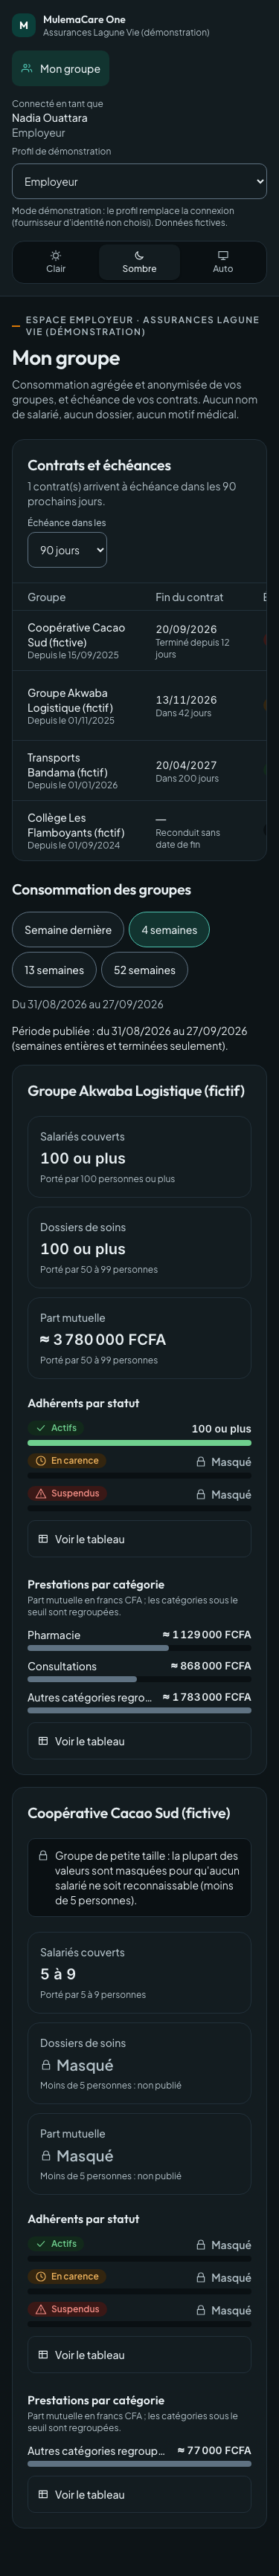 M
MulemaCare One
Assurances Lagune Vie (démonstration)
Mon groupe
Connecté en tant que
Nadia Ouattara
Employeur
Profil de démonstration
Employeur
Mode démonstration : le profil remplace la connexion
(fournisseur d'identité non choisi). Données fictives.
Clair
Sombre
Auto
ESPACE EMPLOYEUR · ASSURANCES LAGUNE
VIE (DÉMONSTRATION)
Mon groupe
Consommation agrégée et anonymisée de vos
groupes, et échéance de vos contrats. Aucun nom
de salarié, aucun dossier, aucun motif médical.
Contrats et échéances
1 contrat(s) arrivent à échéance dans les 90
prochains jours.
Échéance dans les
90 jours
Groupe
Fin du contrat
Coopérative Cacao
Sud (fictive)
Depuis le 15/09/2025
20/09/2026
Terminé depuis 12
jours
Groupe Akwaba
Logistique (fictif)
Depuis le 01/11/2025
13/11/2026
Dans 42 jours
Transports
Bandama (fictif)
Depuis le 01/01/2026
20/04/2027
Dans 200 jours
Collège Les
Flamboyants (fictif)
Depuis le 01/09/2024
—
Reconduit sans
date de fin
Consommation des groupes
Semaine dernière
4 semaines
13 semaines
52 semaines
Du 31/08/2026 au 27/09/2026
Période publiée : du 31/08/2026 au 27/09/2026
(semaines entières et terminées seulement).
Groupe Akwaba Logistique (fictif)
Salariés couverts
100 ou plus
Porté par 100 personnes ou plus
Dossiers de soins
100 ou plus
Porté par 50 à 99 personnes
Part mutuelle
≈ 3 780 000 FCFA
Porté par 50 à 99 personnes
Adhérents par statut
Actifs
100 ou plus
En carence
Masqué
Suspendus
Masqué
Voir le tableau
Prestations par catégorie
Part mutuelle en francs CFA ; les catégories sous le
seuil sont regroupées.
Pharmacie
≈ 1 129 000 FCFA
Consultations
≈ 868 000 FCFA
Autres catégories regro…
≈ 1 783 000 FCFA
Voir le tableau
Coopérative Cacao Sud (fictive)
Groupe de petite taille : la plupart des
valeurs sont masquées pour qu'aucun
salarié ne soit reconnaissable (moins
de 5 personnes).
Salariés couverts
5 à 9
Porté par 5 à 9 personnes
Dossiers de soins
Masqué
Moins de 5 personnes : non publié
Part mutuelle
Masqué
Moins de 5 personnes : non publié
Adhérents par statut
Actifs
Masqué
En carence
Masqué
Suspendus
Masqué
Voir le tableau
Prestations par catégorie
Part mutuelle en francs CFA ; les catégories sous le
seuil sont regroupées.
Autres catégories regroup…
≈ 77 000 FCFA
Voir le tableau